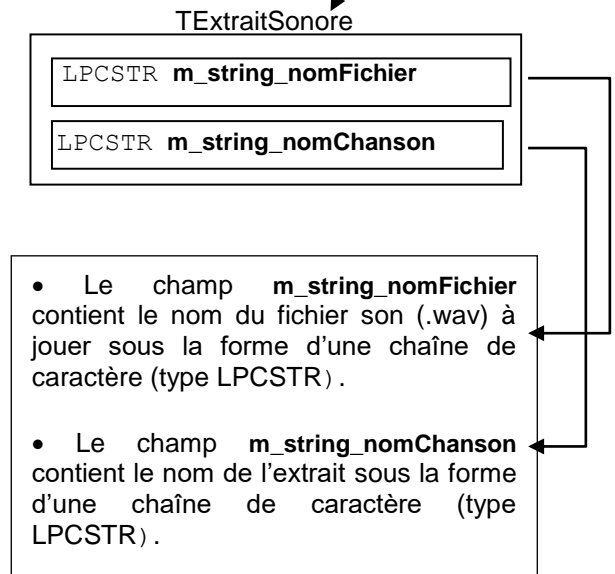 TExtraitSonore
LPCSTR m_string_nomFichier
LPCSTR m_string_nomChanson
• Le champ m_string_nomFichier
contient le nom du fichier son (.wav) à
jouer sous la forme d’une chaîne de
caractère (type LPCSTR).
• Le champ m_string_nomChanson
contient le nom de l’extrait sous la forme
d’une chaîne de caractère (type
LPCSTR).